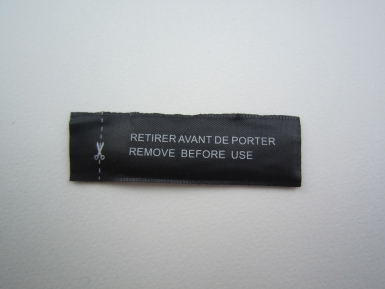 RETIRER AVANT DE PORTER
REMOVE BEFORE USE